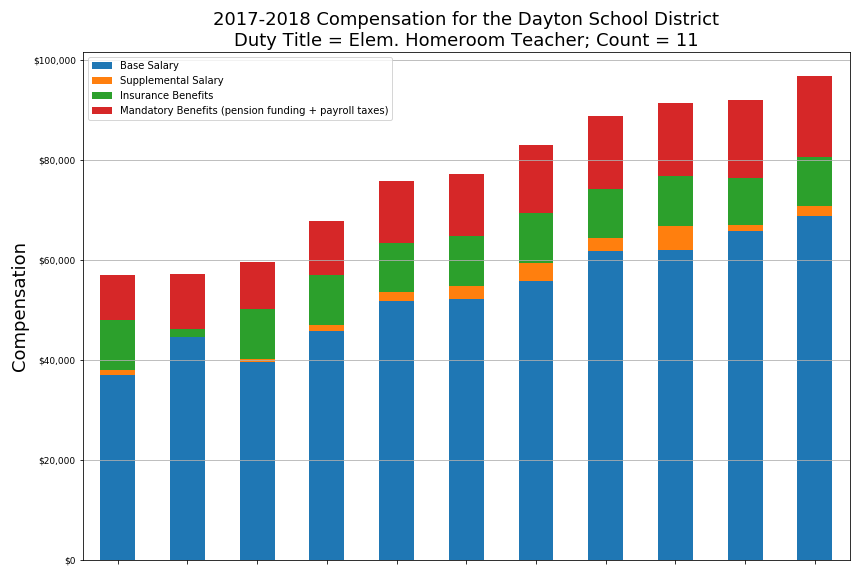 2017-2018 Compensation for the Dayton School District
Duty Title = Elem. Homeroom Teacher; Count = 11
$100,000
Base Salary
Supplemental Salary
Insurance Benefits
Mandatory Benefits (pension funding + payroll taxes)
$80,000
$60,000
Compensation
$40,000
$20,000
$0